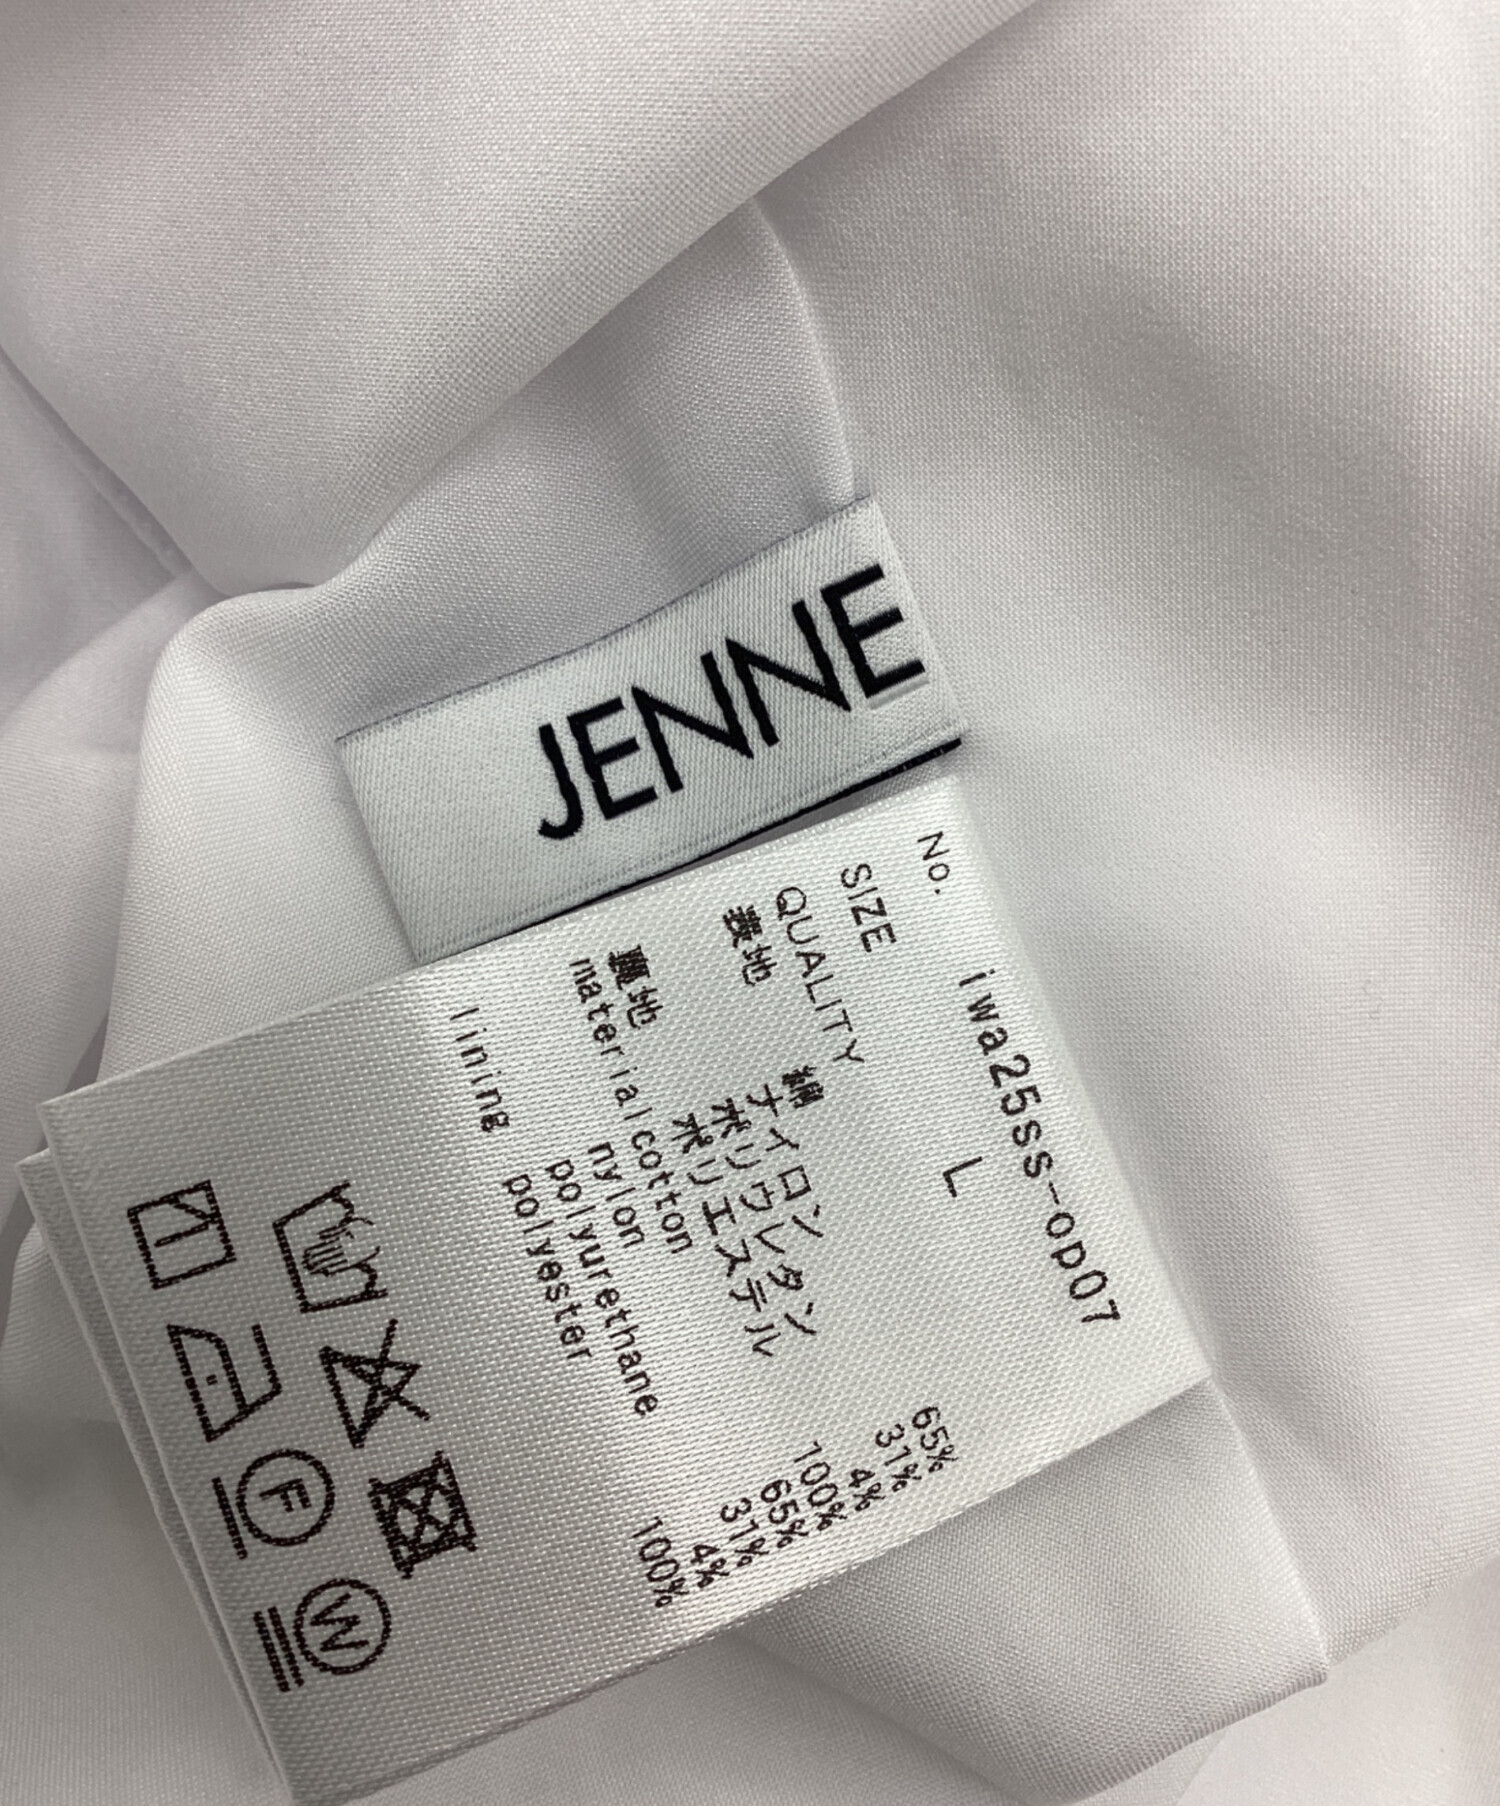 JENNE
No. iwa25ss-op07
SIZE L
QUALITY
表地 綿 65%
ナイロン 31%
ポリウレタン 4%
裏地 ポリエステル 100%
material cotton 65%
nylon 31%
polyurethane 4%
lining polyester 100%
F
W